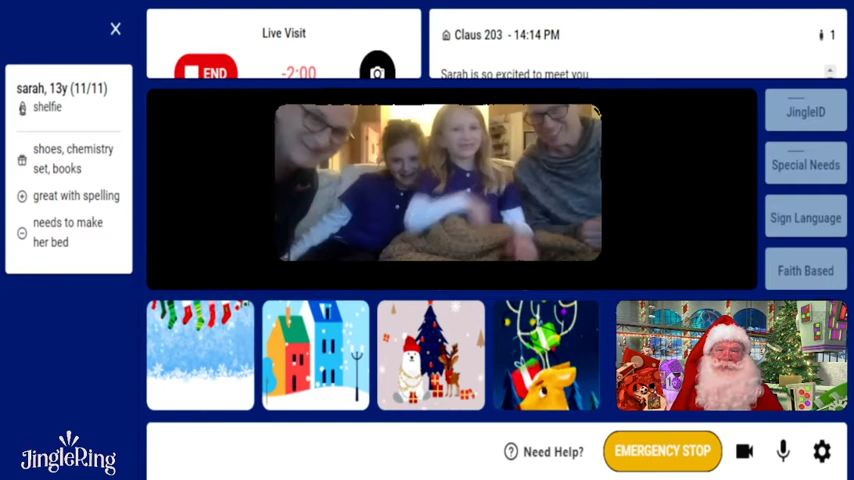 Live Visit
END
-2:00
Claus 203 - 14:14 PM
1
Sarah is so excited to meet you
sarah, 13y (11/11)
shelfie
shoes, chemistry
set, books
great with spelling
needs to make
her bed
JingleID
Special Needs
Sign Language
Faith Based
Need Help?
EMERGENCY STOP
JingleRing